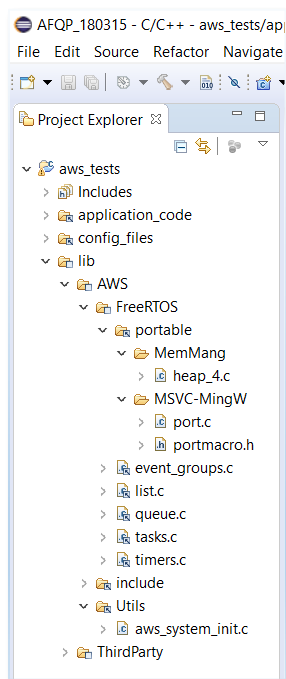 AFQP_180315 - C/C++ - aws_tests/app
File Edit Source Refactor Navigate
Project Explorer
aws_tests
Includes
application_code
config_files
lib
AWS
FreeRTOS
portable
MemMang
heap_4.c
MSVC-MingW
port.c
portmacro.h
event_groups.c
list.c
queue.c
tasks.c
timers.c
include
Utils
aws_system_init.c
ThirdParty